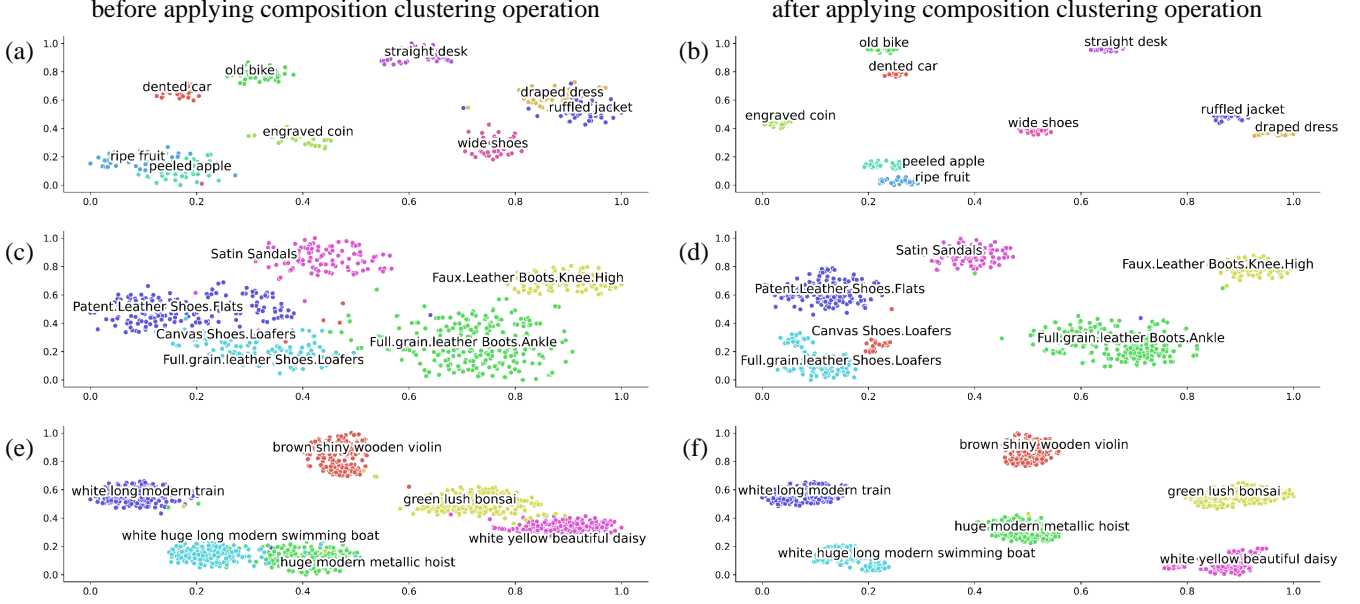 before applying composition clustering operation
after applying composition clustering operation
(a)
1.0
0.8
0.6
0.4
0.2
0.0
straight desk
old bike
dented car
draped dress
ruffled jacket
engraved coin
wide shoes
ripe fruit
peeled apple
0.0 0.2 0.4 0.6 0.8 1.0
(b)
1.0
0.8
0.6
0.4
0.2
0.0
old bike
straight desk
dented car
engraved coin
ruffled jacket
wide shoes
draped dress
peeled apple
ripe fruit
0.0 0.2 0.4 0.6 0.8 1.0
(c)
1.0
0.8
0.6
0.4
0.2
0.0
Satin Sandals
Faux.Leather Boots.Knee.High
Patent.Leather Shoes.Flats
Canvas Shoes.Loafers
Full.grain.leather Boots.Ankle
Full.grain.leather Shoes.Loafers
0.0 0.2 0.4 0.6 0.8 1.0
(d)
1.0
0.8
0.6
0.4
0.2
0.0
Satin Sandals
Faux.Leather Boots.Knee.High
Patent.Leather Shoes.Flats
Canvas Shoes.Loafers
Full.grain.leather Boots.Ankle
Full.grain.leather Shoes.Loafers
0.0 0.2 0.4 0.6 0.8 1.0
(e)
1.0
0.8
0.6
0.4
0.2
0.0
brown shiny wooden violin
white long modern train
green lush bonsai
white huge long modern swimming boat
white yellow beautiful daisy
huge modern metallic hoist
0.0 0.2 0.4 0.6 0.8 1.0
(f)
1.0
0.8
0.6
0.4
0.2
0.0
brown shiny wooden violin
white long modern train
green lush bonsai
huge modern metallic hoist
white huge long modern swimming boat
white yellow beautiful daisy
0.0 0.2 0.4 0.6 0.8 1.0